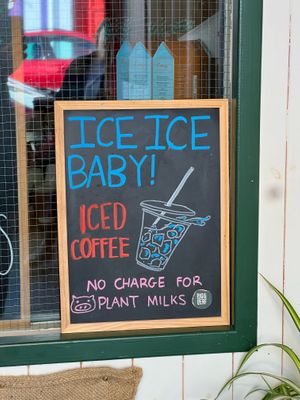 ICE ICE
BABY!
ICED
COFFEE
NO CHARGE FOR
PLANT MILKS